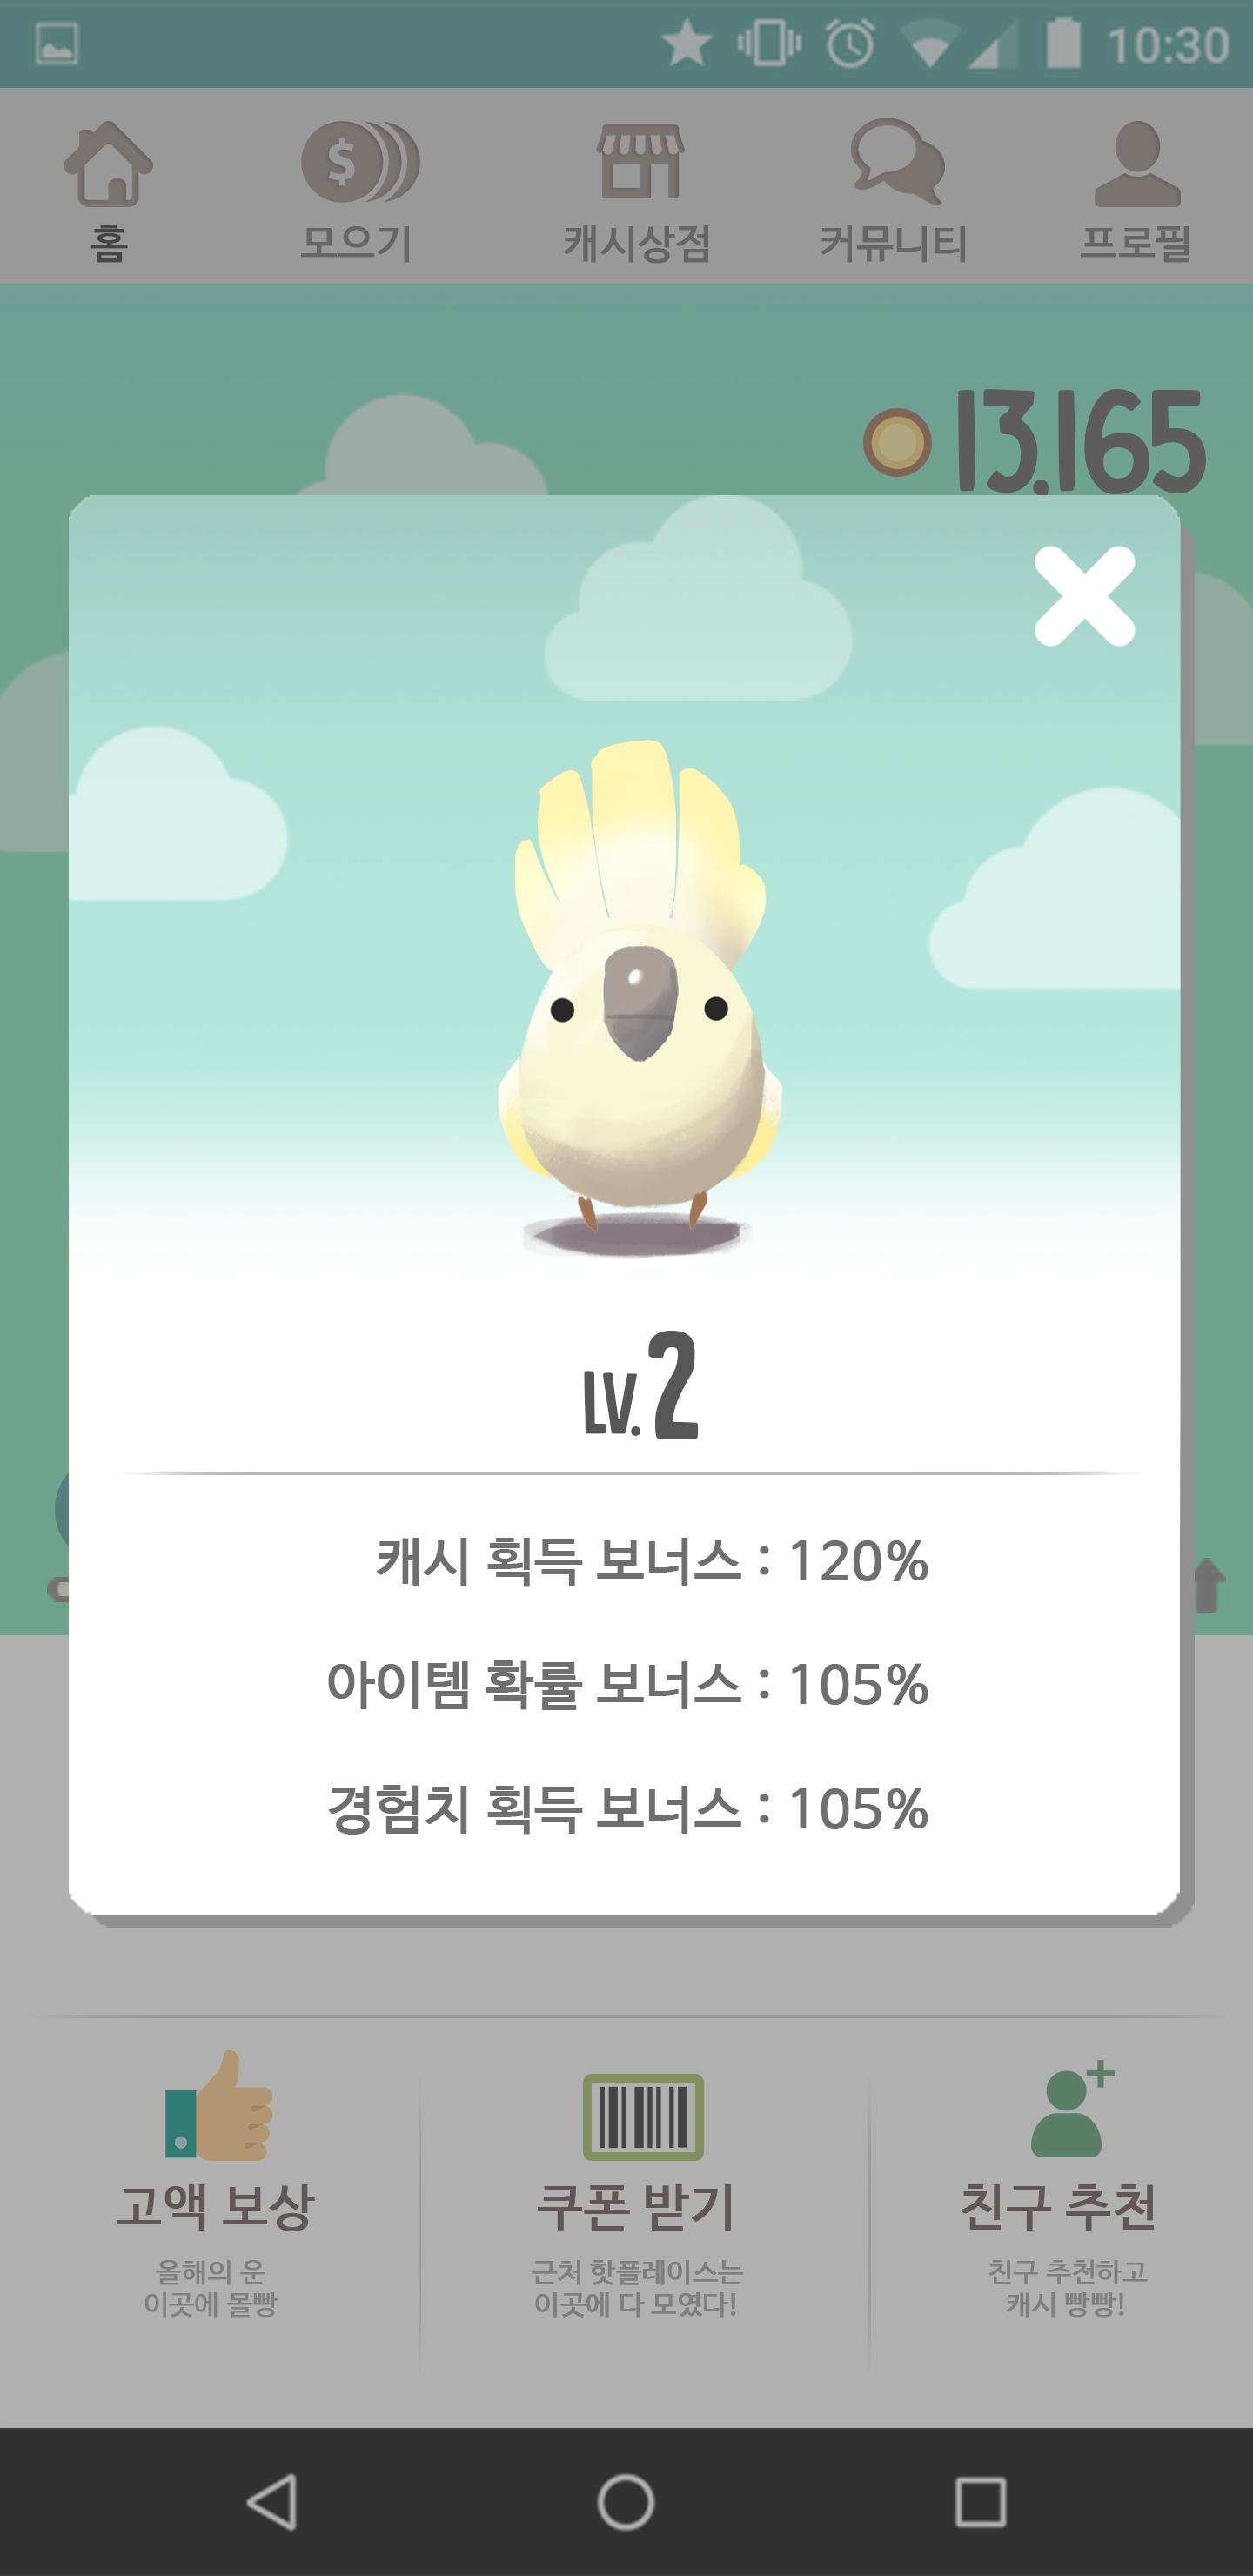 10:30
홈 모으기 캐시상점 커뮤니티 프로필
13.165
LV.2
캐시 획득 보너스 : 120%
아이템 확률 보너스 : 105%
경험치 획득 보너스 : 105%
고액 보상 쿠폰 받기 친구 추천
올해의 운 근처 핫플레이스는 친구 추천하고
이곳에 몰빵 이곳에 다 모였다! 캐시 빵빵!